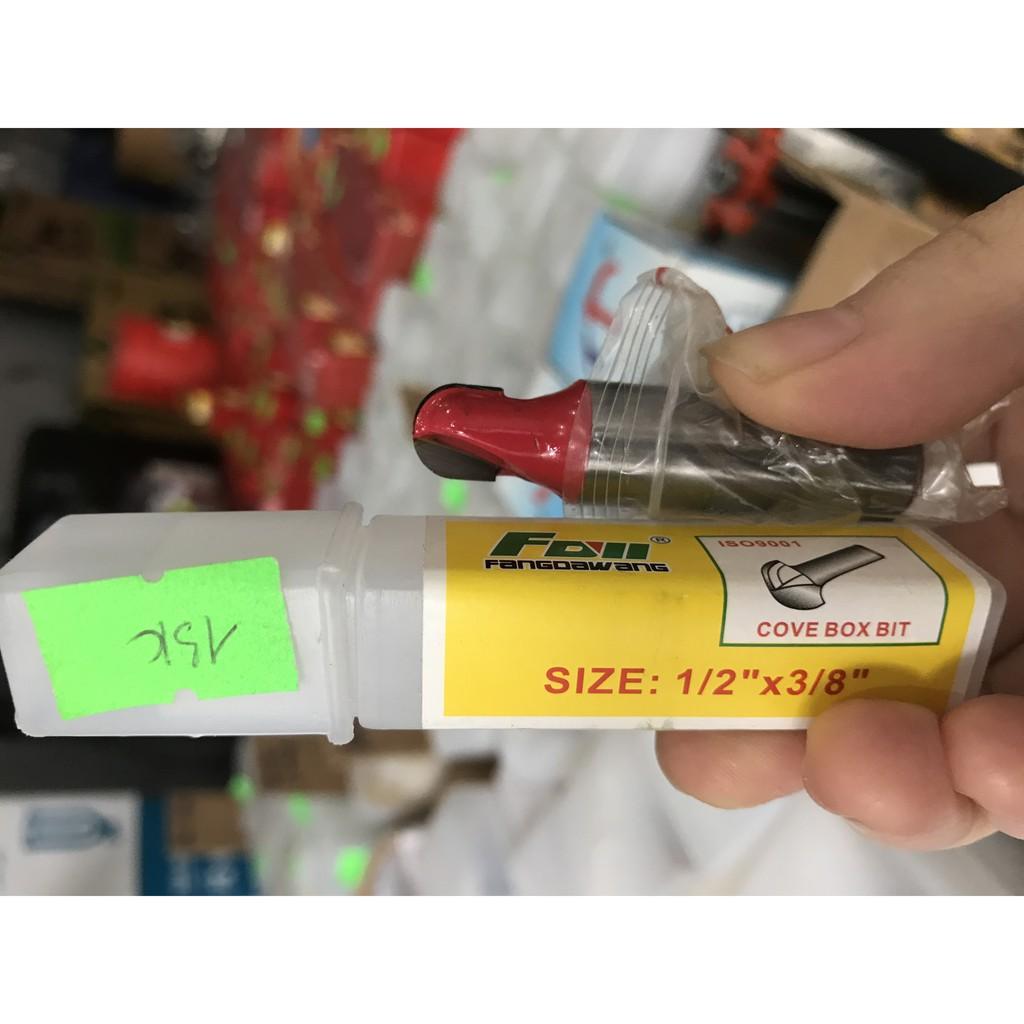 FDW®
FANGDAWANG
ISO9001
COVE BOX BIT
SIZE: 1/2"x3/8"
15K